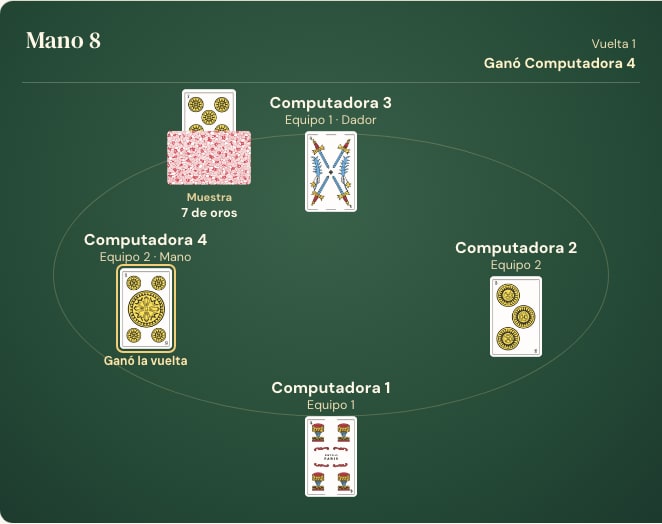 Mano 8
Vuelta 1
Ganó Computadora 4
Computadora 3
Equipo 1 · Dador
Muestra
7 de oros
Computadora 4
Equipo 2 · Mano
Computadora 2
Equipo 2
Ganó la vuelta
Computadora 1
Equipo 1
PARIS